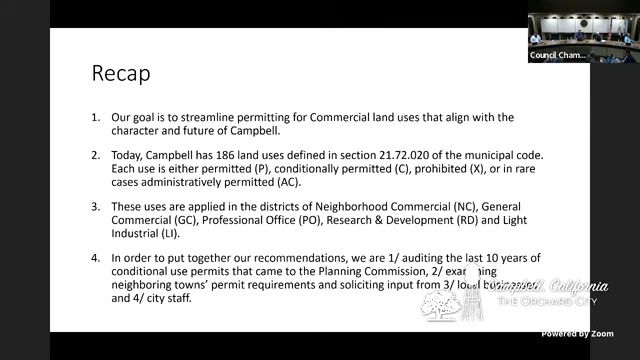 Council Cham...
Recap
1. Our goal is to streamline permitting for Commercial land uses that align with the
character and future of Campbell.
2. Today, Campbell has 186 land uses defined in section 21.72.020 of the municipal code.
Each use is either permitted (P), conditionally permitted (C), prohibited (X), or in rare
cases administratively permitted (AC).
3. These uses are applied in the districts of Neighborhood Commercial (NC), General
Commercial (GC), Professional Office (PO), Research & Development (RD) and Light
Industrial (LI).
4. In order to put together our recommendations, we are 1/ auditing the last 10 years of
conditional use permits that came to the Planning Commission, 2/ examining
neighboring towns' permit requirements and soliciting input from 3/ local businesses
and 4/ city staff.
Campbell, California
THE ORCHARD CITY
Powered by Zoom